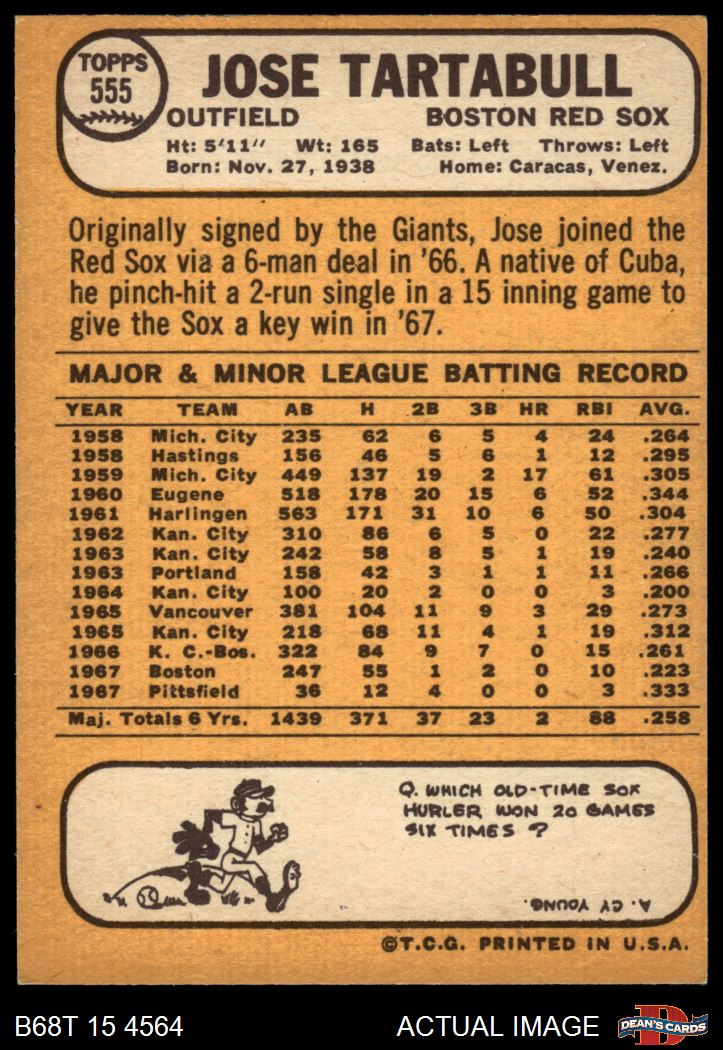 TOPPS
555
JOSE TARTABULL
OUTFIELD BOSTON RED SOX
Ht: 5'11" Wt: 165 Bats: Left Throws: Left
Born: Nov. 27, 1938 Home: Caracas, Venez.
Originally signed by the Giants, Jose joined the
Red Sox via a 6-man deal in '66. A native of Cuba,
he pinch-hit a 2-run single in a 15 inning game to
give the Sox a key win in '67.
MAJOR & MINOR LEAGUE BATTING RECORD
YEAR TEAM AB H 2B 3B HR RBI AVG.
1958 Mich. City 235 62 6 5 4 24 .264
1958 Hastings 156 46 5 6 1 12 .295
1959 Mich. City 449 137 19 2 17 61 .305
1960 Eugene 518 178 20 15 6 52 .344
1961 Harlingen 563 171 31 10 6 50 .304
1962 Kan. City 310 86 6 5 0 22 .277
1963 Kan. City 242 58 8 5 1 19 .240
1963 Portland 158 42 3 1 1 11 .266
1964 Kan. City 100 20 2 0 0 3 .200
1965 Vancouver 381 104 11 9 3 29 .273
1965 Kan. City 218 68 11 4 1 19 .312
1966 K. C.-Bos. 322 84 9 7 0 15 .261
1967 Boston 247 55 1 2 0 10 .223
1967 Pittsfield 36 12 4 0 0 3 .333
Maj. Totals 6 Yrs. 1439 371 37 23 2 88 .258
Q. WHICH OLD-TIME SOX
HURLER WON 20 GAMES
SIX TIMES ?
A. CY YOUNG.
©T.C.G. PRINTED IN U.S.A.
B68T 15 4564 ACTUAL IMAGE
D
DEAN'S CARDS